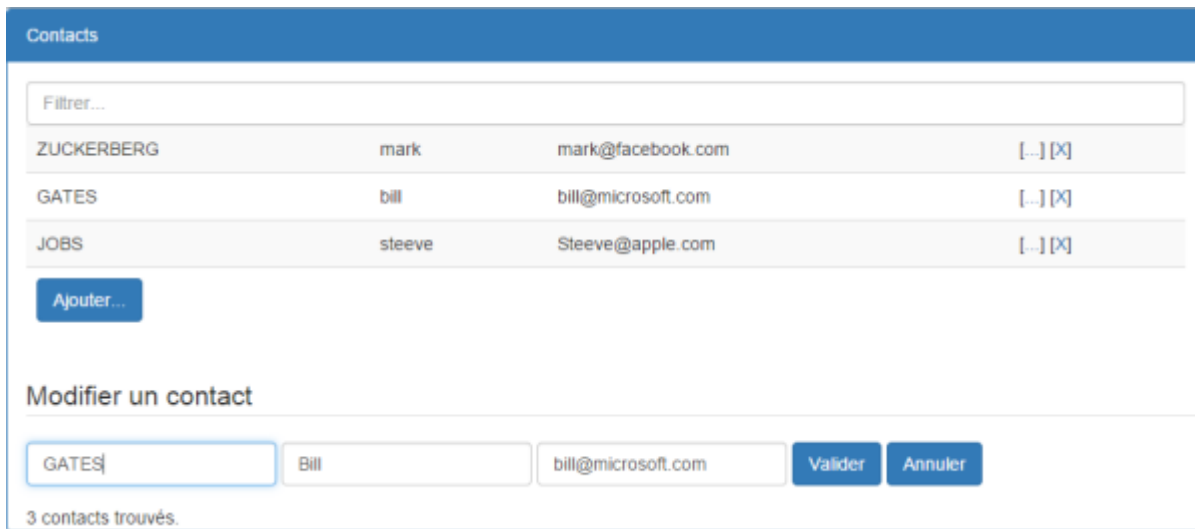 Contacts
Filtrer...
ZUCKERBERG mark mark@facebook.com [...] [X]
GATES bill bill@microsoft.com [...] [X]
JOBS steeve Steeve@apple.com [...] [X]
Ajouter...
Modifier un contact
GATES Bill bill@microsoft.com Valider Annuler
3 contacts trouvés.